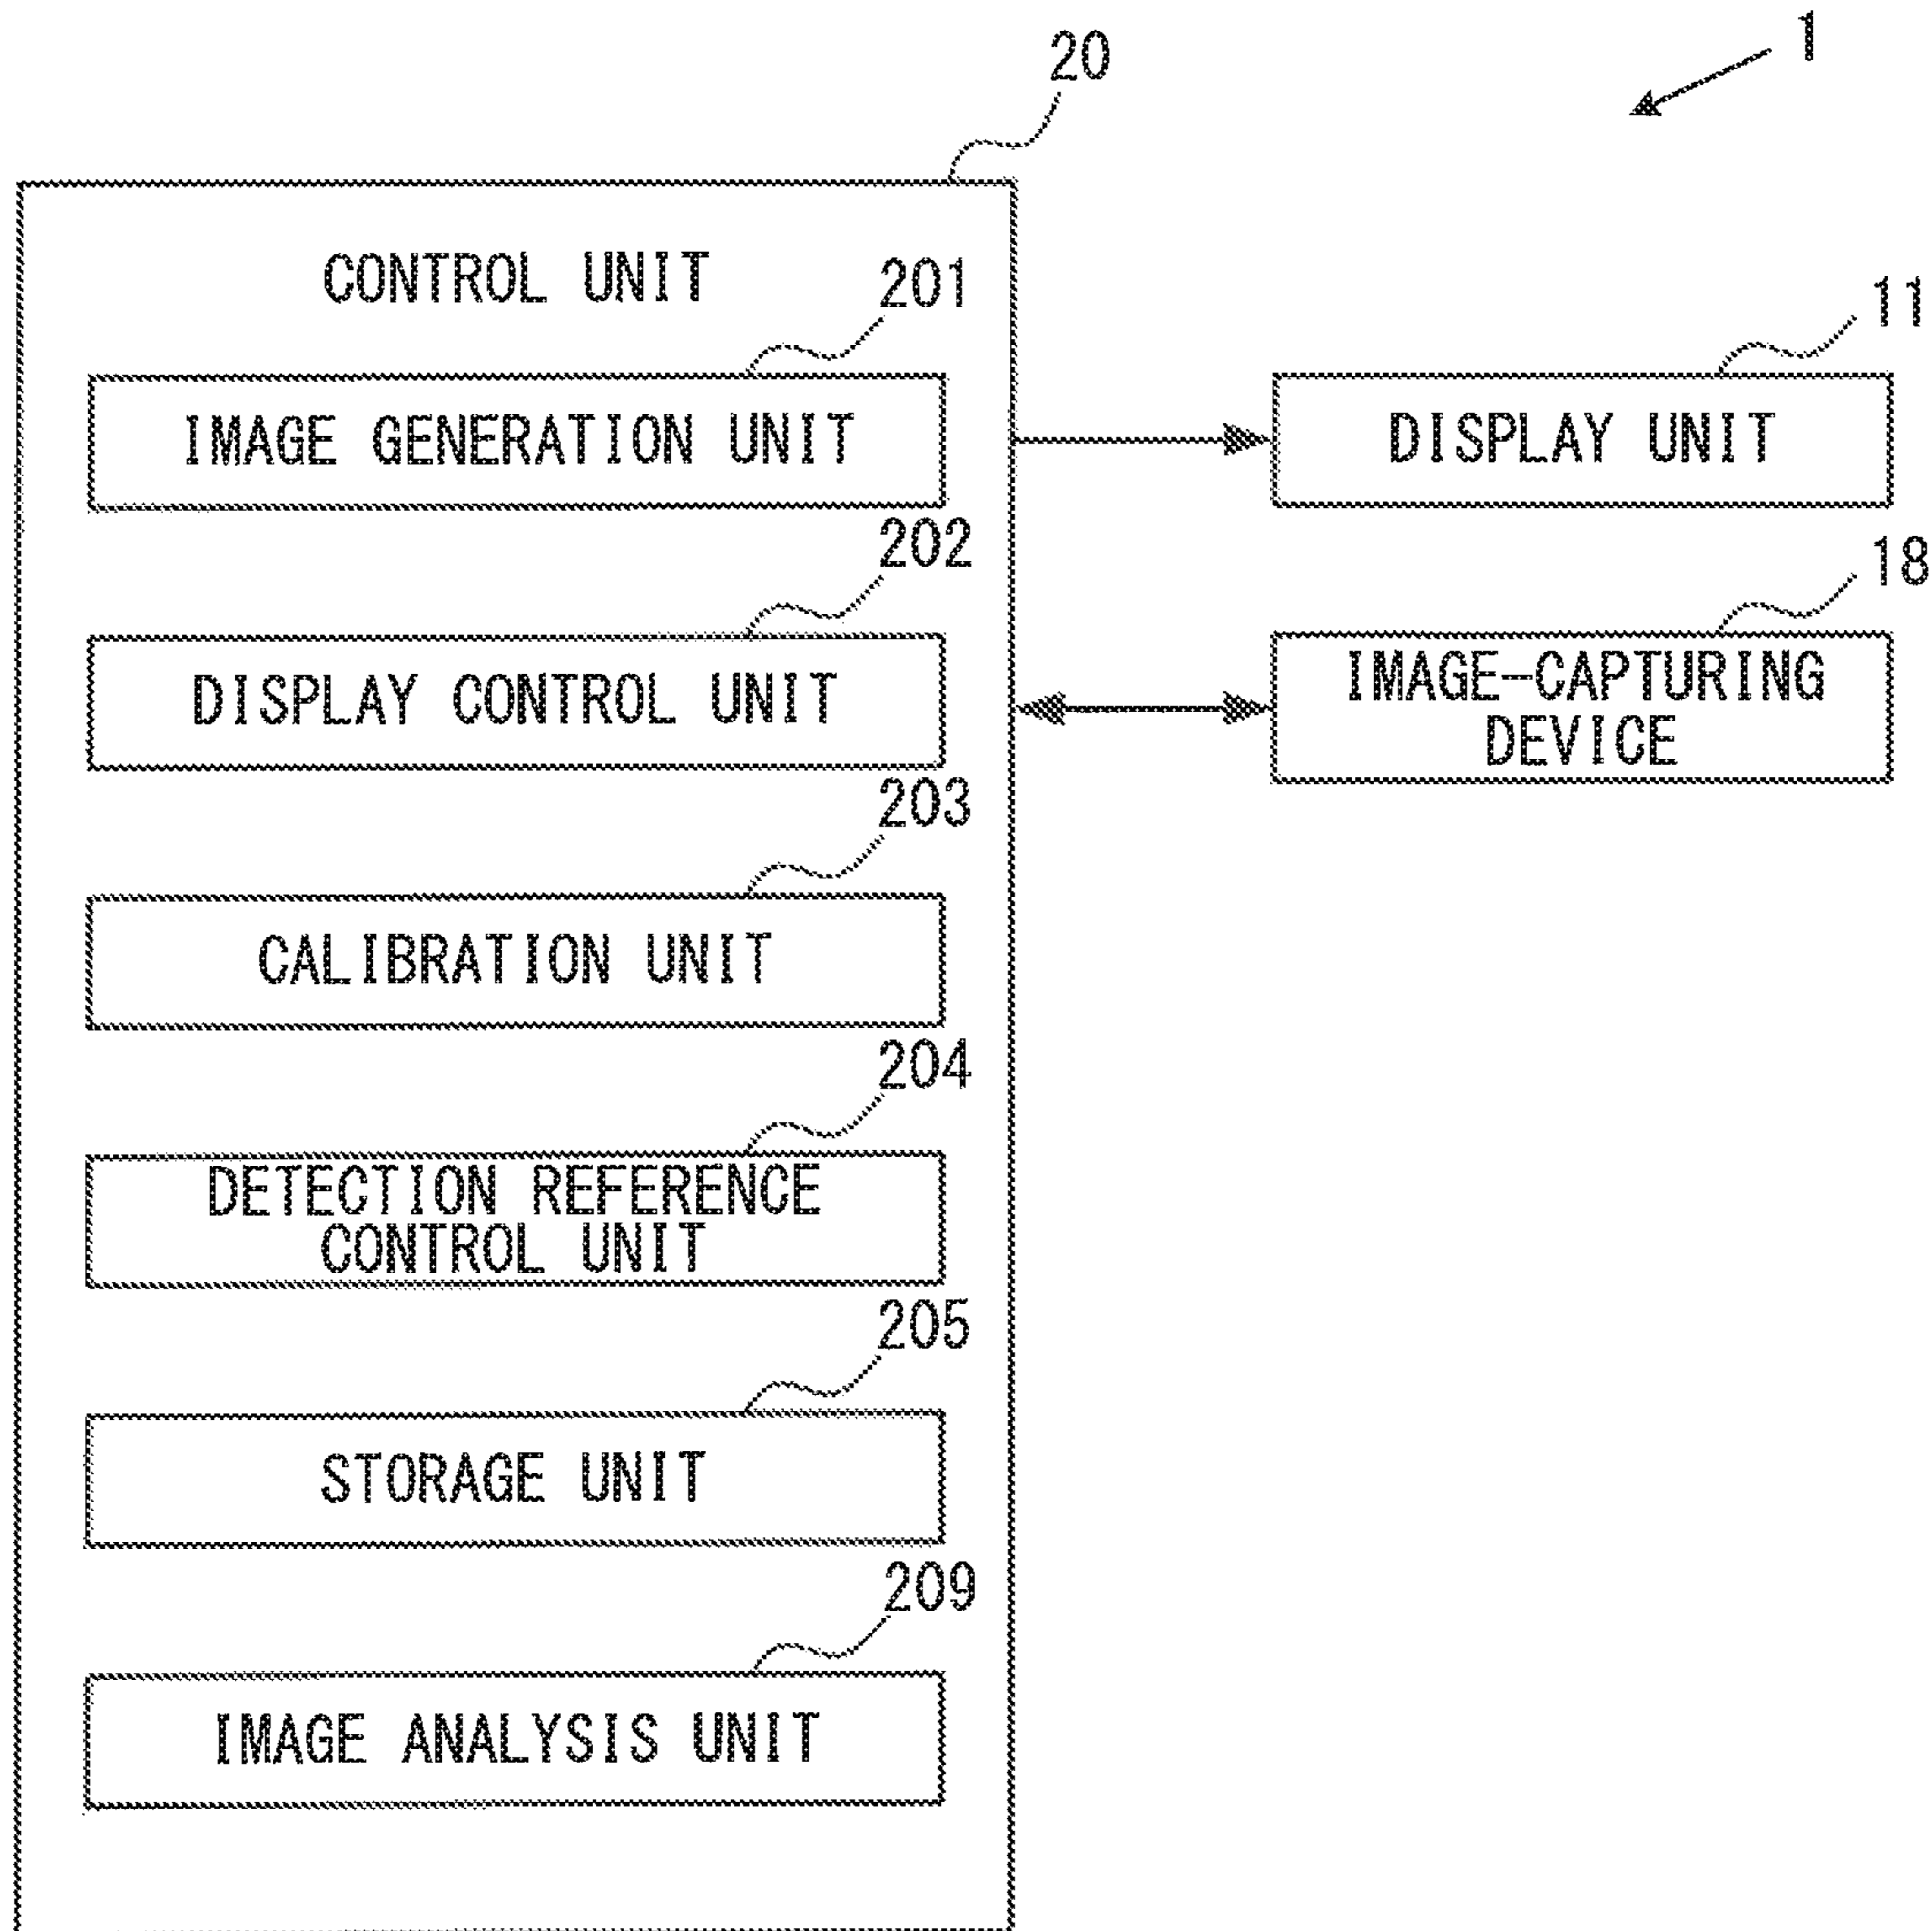 1
20
CONTROL UNIT
201
11
IMAGE GENERATION UNIT
DISPLAY UNIT
202
18
DISPLAY CONTROL UNIT
IMAGE-CAPTURING
DEVICE
203
CALIBRATION UNIT
204
DETECTION REFERENCE
CONTROL UNIT
205
STORAGE UNIT
209
IMAGE ANALYSIS UNIT